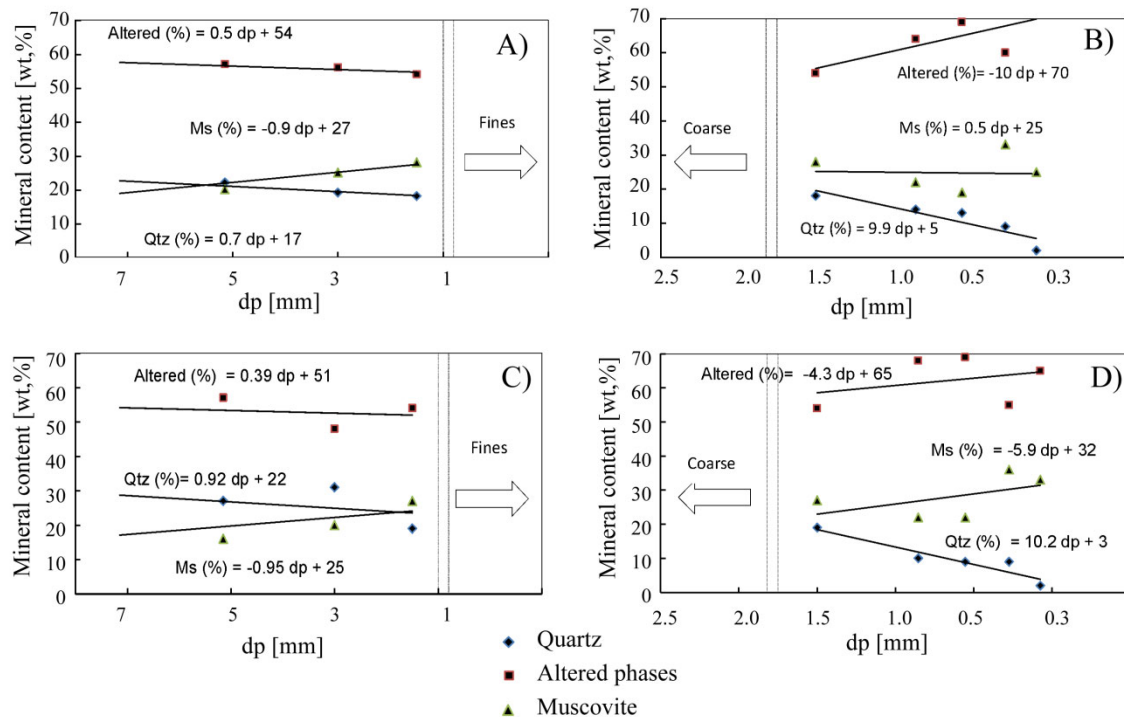 A)
Mineral content [wt,%]
70
60
50
40
30
20
10
0
Altered (%) = 0.5 dp + 54
Ms (%) = -0.9 dp + 27
Qtz (%) = 0.7 dp + 17
Fines
7
5
3
1
dp [mm]
B)
Mineral content [wt,%]
70
60
50
40
30
20
10
0
Altered (%)= -10 dp + 70
Coarse
Ms (%) = 0.5 dp + 25
Qtz (%) = 9.9 dp + 5
2.5
2.0
1.5
1.0
0.8
0.3
dp [mm]
C)
Mineral content [wt,%]
70
60
50
40
30
20
10
0
Altered (%) = 0.39 dp + 51
Fines
Qtz (%)= 0.92 dp + 22
Ms (%) = -0.95 dp + 25
7
5
3
1
dp [mm]
D)
Mineral content [wt,%]
70
60
50
40
30
20
10
0
Altered (%)= -4.3 dp + 65
Coarse
Ms (%) = -5.9 dp + 32
Qtz (%) = 10.2 dp + 3
2.5
2.0
1.5
1.0
0.8
0.3
dp [mm]
Quartz
Altered phases
Muscovite